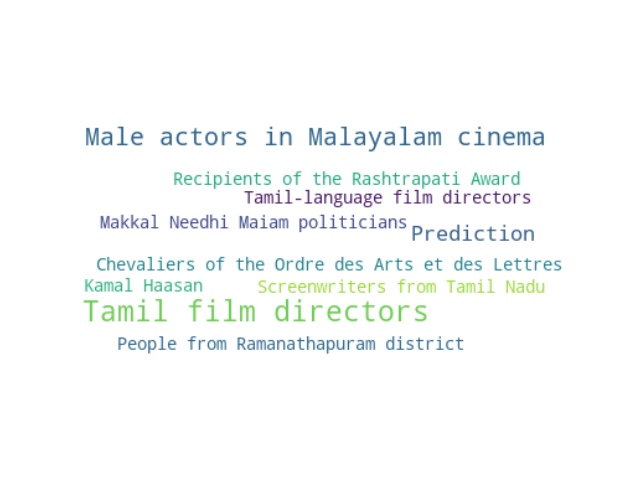 Male actors in Malayalam cinema
Recipients of the Rashtrapati Award
Tamil-language film directors
Makkal Needhi Maiam politicians
Prediction
Chevaliers of the Ordre des Arts et des Lettres
Kamal Haasan
Screenwriters from Tamil Nadu
Tamil film directors
People from Ramanathapuram district